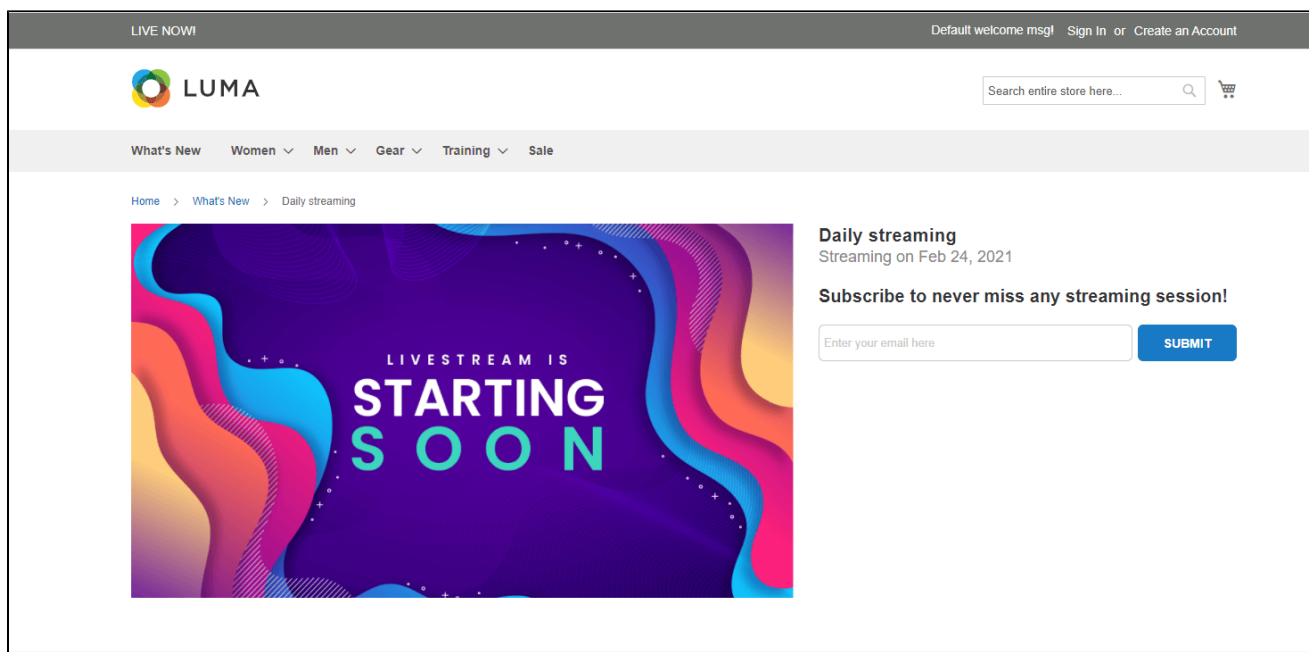 LIVE NOW!
Default welcome msg! Sign In or Create an Account
LUMA
Search entire store here...
What's New Women Men Gear Training Sale
Home > What's New > Daily streaming
LIVESTREAM IS
STARTING
SOON
Daily streaming
Streaming on Feb 24, 2021
Subscribe to never miss any streaming session!
Enter your email here
SUBMIT